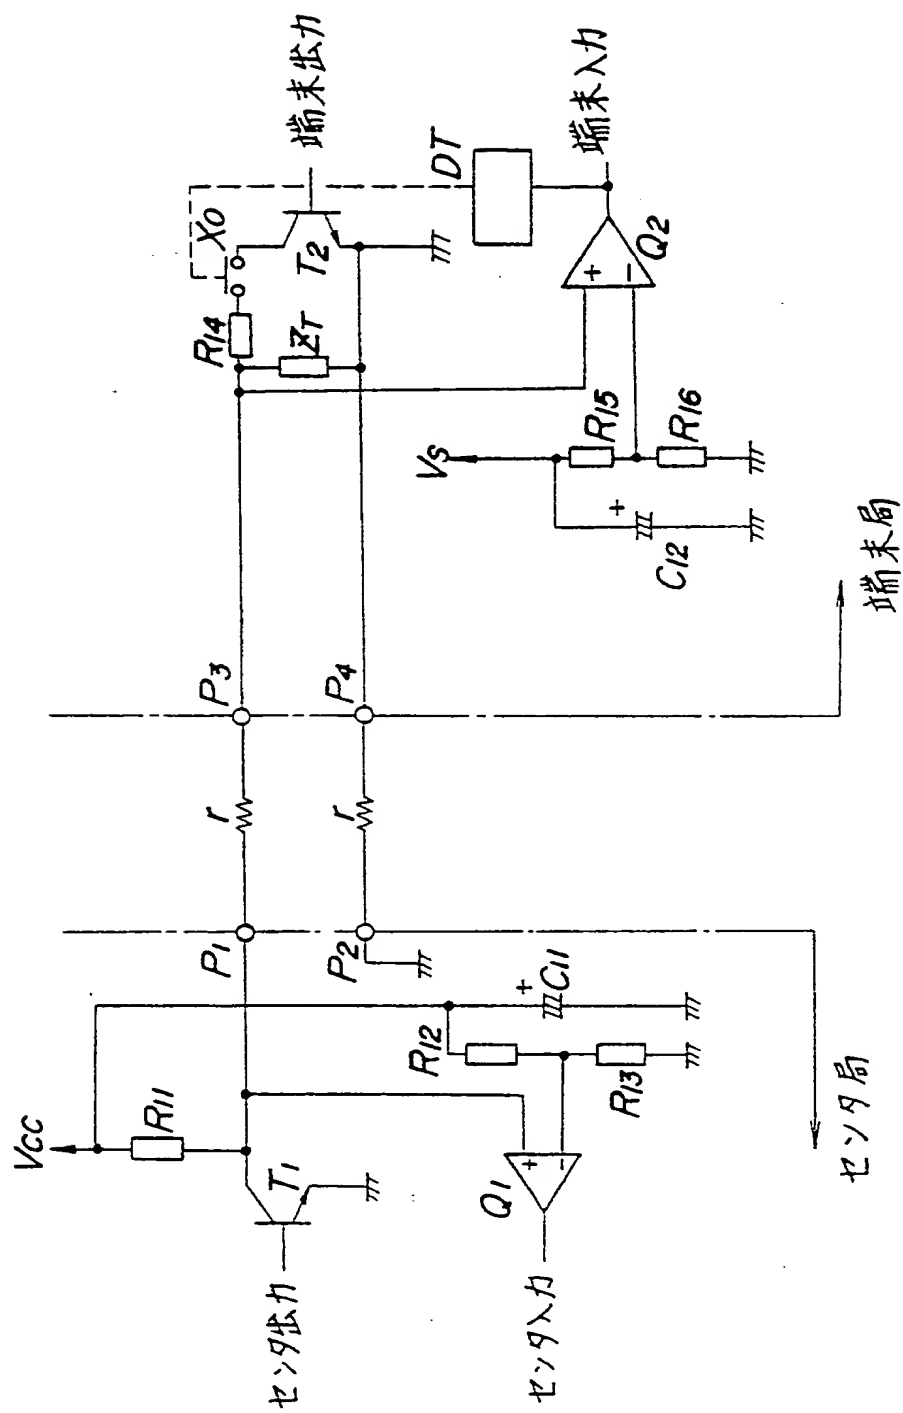 Vcc
R11
T1
センタ出力
Q1
+
−
センタ入力
R12
R13
+
C11
P1
P2
センタ局
r
r
P3
P4
端末局
Vs
+
C12
R15
R16
R14
ZT
X0
T2
端末出力
DT
+
−
Q2
端末入力